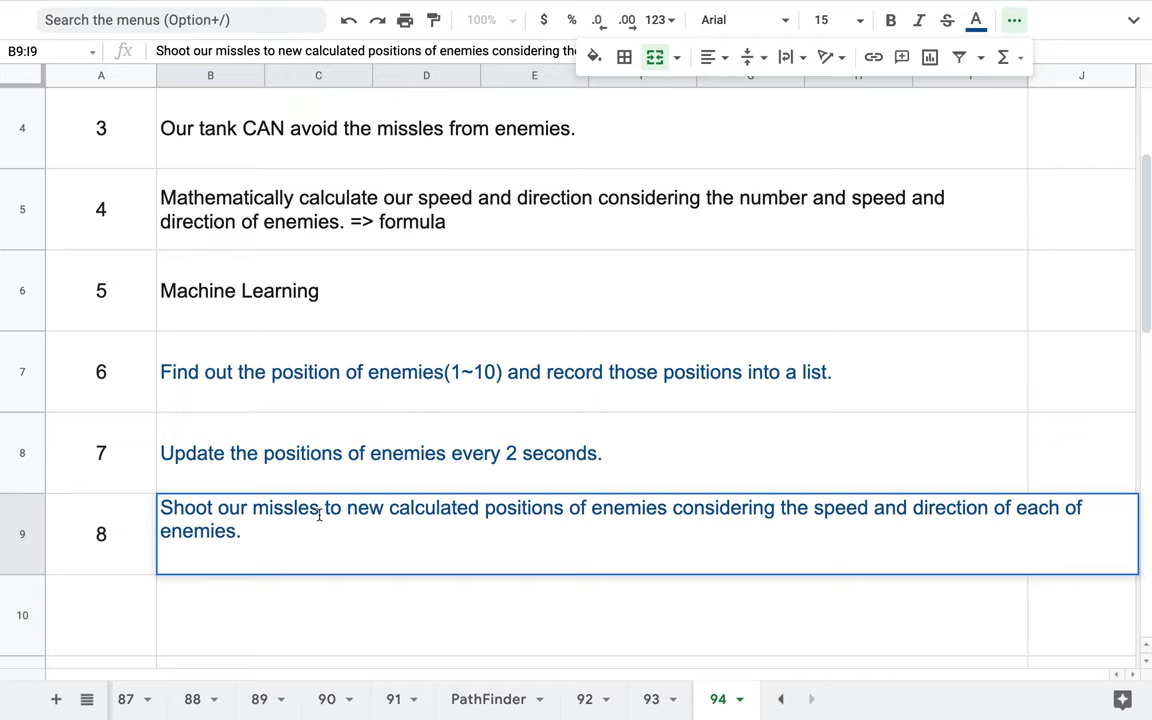 Search the menus (Option+/)
100%
$ % .0 .00 123
Arial
15
B I S A
B9:I9
fx
Shoot our missles to new calculated positions of enemies considering the
A B C D E J
4 3 Our tank CAN avoid the missles from enemies.
5 4 Mathematically calculate our speed and direction considering the number and speed and
direction of enemies. => formula
6 5 Machine Learning
7 6 Find out the position of enemies(1~10) and record those positions into a list.
8 7 Update the positions of enemies every 2 seconds.
9 8 Shoot our missles to new calculated positions of enemies considering the speed and direction of each of
enemies.
10
87 88 89 90 91 PathFinder 92 93 94